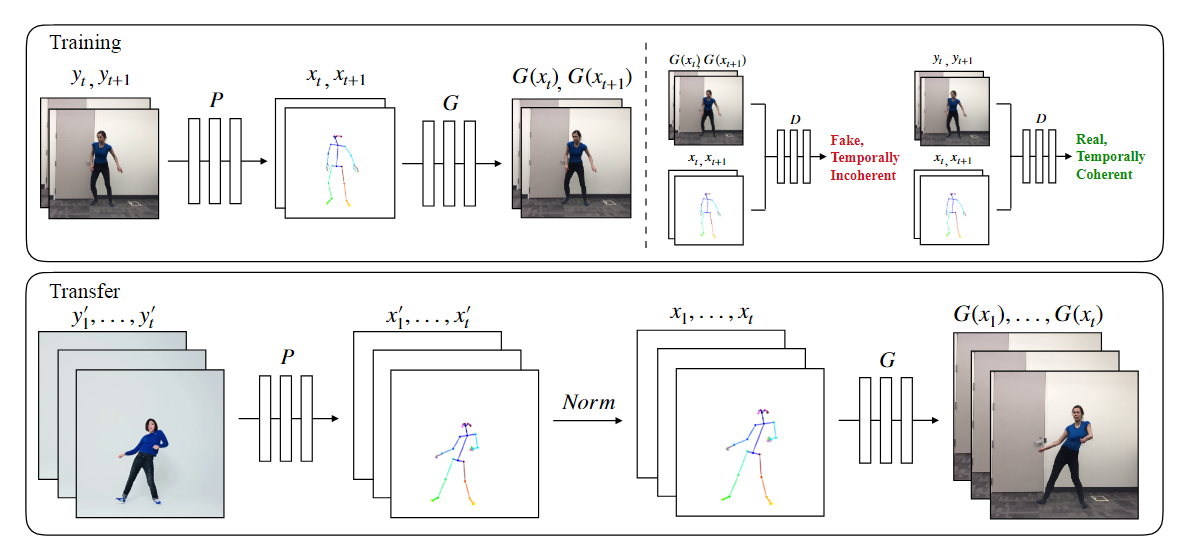 Training
y_t, y_{t+1}
P
x_t, x_{t+1}
G
G(x_t), G(x_{t+1})
G(x_t), G(x_{t+1})
x_t, x_{t+1}
D
Fake,
Temporally
Incoherent
y_t, y_{t+1}
x_t, x_{t+1}
D
Real,
Temporally
Coherent
Transfer
y′_1, . . . , y′_t
P
x′_1, . . . , x′_t
Norm
x_1, . . . , x_t
G
G(x_1), . . . , G(x_t)